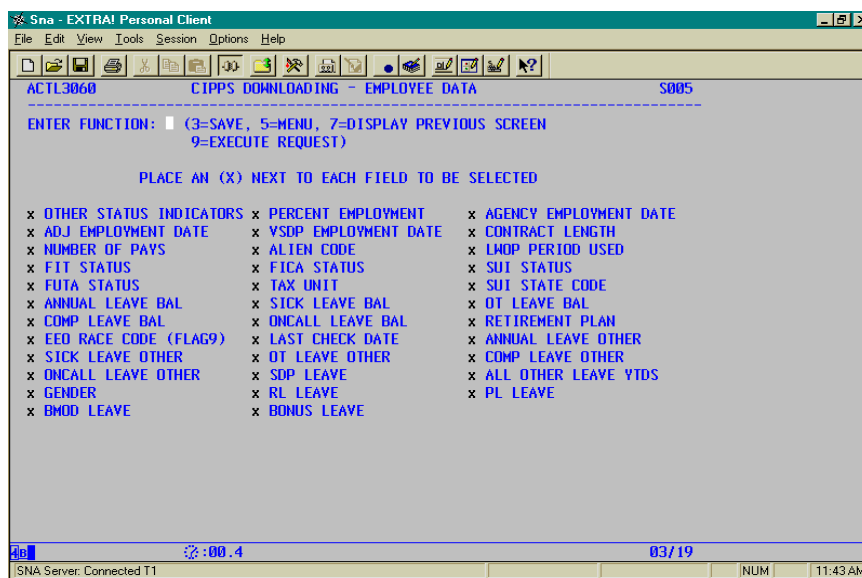 Sna - EXTRA! Personal Client
File Edit View Tools Session Options Help
ACTL3060 CIPPS DOWNLOADING - EMPLOYEE DATA S005
--------------------------------------------------------------------------------
ENTER FUNCTION: (3=SAVE, 5=MENU, 7=DISPLAY PREVIOUS SCREEN
9=EXECUTE REQUEST)
PLACE AN (X) NEXT TO EACH FIELD TO BE SELECTED
x OTHER STATUS INDICATORS x PERCENT EMPLOYMENT x AGENCY EMPLOYMENT DATE
x ADJ EMPLOYMENT DATE x VSDP EMPLOYMENT DATE x CONTRACT LENGTH
x NUMBER OF PAYS x ALIEN CODE x LWOP PERIOD USED
x FIT STATUS x FICA STATUS x SUI STATUS
x FUTA STATUS x TAX UNIT x SUI STATE CODE
x ANNUAL LEAVE BAL x SICK LEAVE BAL x OT LEAVE BAL
x COMP LEAVE BAL x ONCALL LEAVE BAL x RETIREMENT PLAN
x EEO RACE CODE (FLAG9) x LAST CHECK DATE x ANNUAL LEAVE OTHER
x SICK LEAVE OTHER x OT LEAVE OTHER x COMP LEAVE OTHER
x ONCALL LEAVE OTHER x SDP LEAVE x ALL OTHER LEAVE YTDS
x GENDER x RL LEAVE x PL LEAVE
x BMOD LEAVE x BONUS LEAVE
4B :00.4 03/19
SNA Server: Connected T1 NUM 11:43 AM